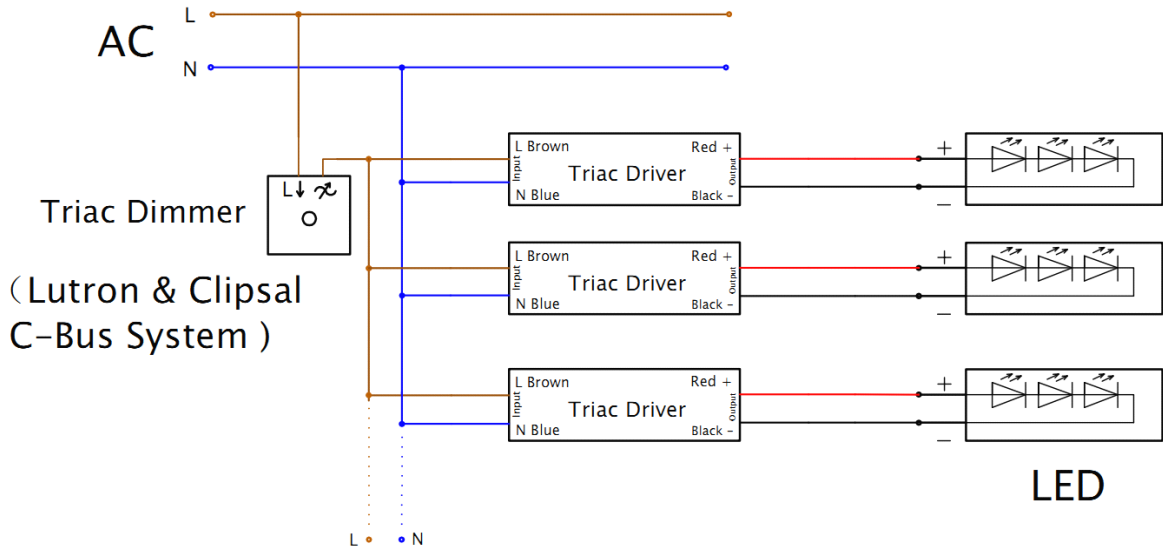 L
AC
N
L Brown
Red +
Input
Triac Driver
Output
N Blue
Black -
+
−
L
Triac Dimmer
（Lutron & Clipsal
C-Bus System )
L Brown
Red +
Input
Triac Driver
Output
N Blue
Black -
+
−
L Brown
Red +
Input
Triac Driver
Output
N Blue
Black -
+
−
LED
L
N